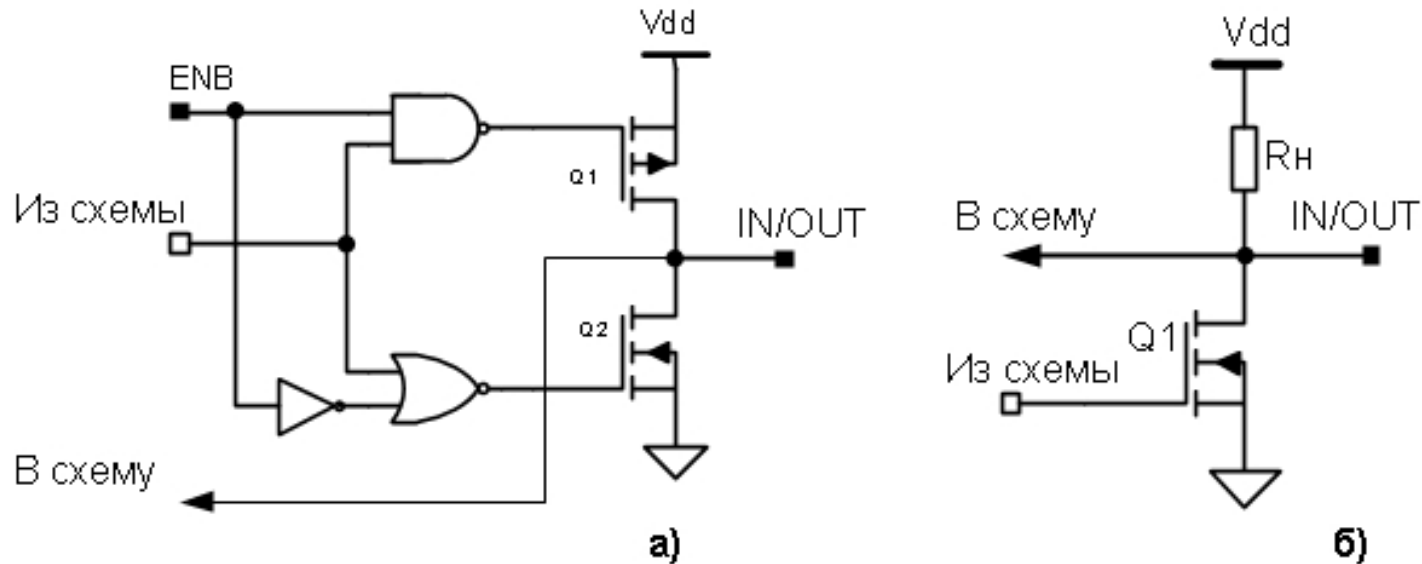 Vdd
ENB
Q1
Из схемы
IN/OUT
Q2
В схему
а)
Vdd
Rн
В схему
IN/OUT
Q1
Из схемы
б)